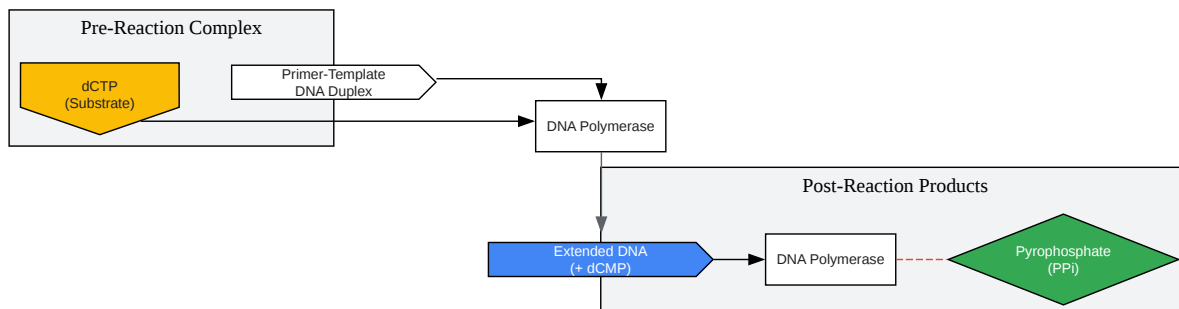 Pre-Reaction Complex
dCTP
(Substrate)
Primer-Template
DNA Duplex
DNA Polymerase
Post-Reaction Products
Extended DNA
(+ dCMP)
DNA Polymerase
Pyrophosphate
(PPi)